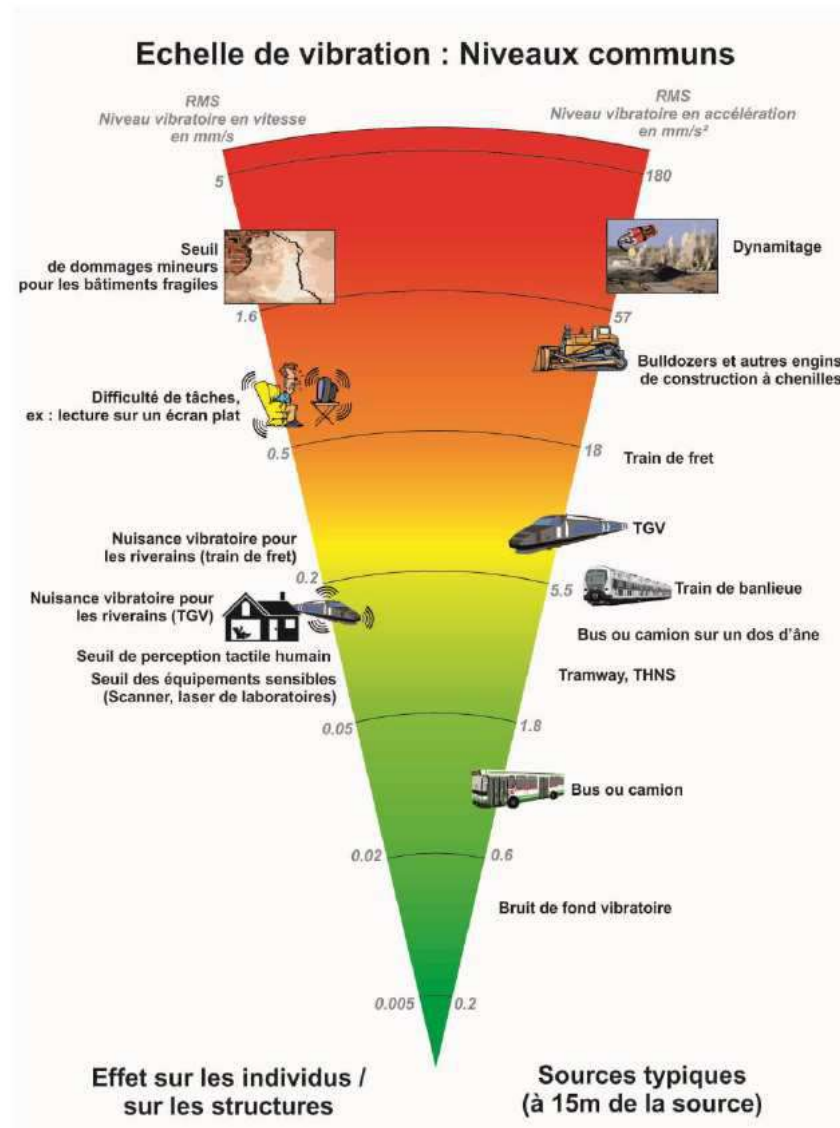 Echelle de vibration : Niveaux communs
RMS
Niveau vibratoire en vitesse
en mm/s
RMS
Niveau vibratoire en accélération
en mm/s²
5
180
Seuil
de dommages mineurs
pour les bâtiments fragiles
Dynamitage
1.6
57
Bulldozers et autres engins
de construction à chenilles
Difficulté de tâches,
ex : lecture sur un écran plat
0.5
18
Train de fret
TGV
Nuisance vibratoire pour
les riverains (train de fret)
0.2
5.5
Train de banlieue
Nuisance vibratoire pour
les riverains (TGV)
Bus ou camion sur un dos d'âne
Seuil de perception tactile humain
Seuil des équipements sensibles
(Scanner, laser de laboratoires)
Tramway, THNS
0.05
1.8
Bus ou camion
0.02
0.6
Bruit de fond vibratoire
0.005
0.2
Effet sur les individus /
sur les structures
Sources typiques
(à 15m de la source)